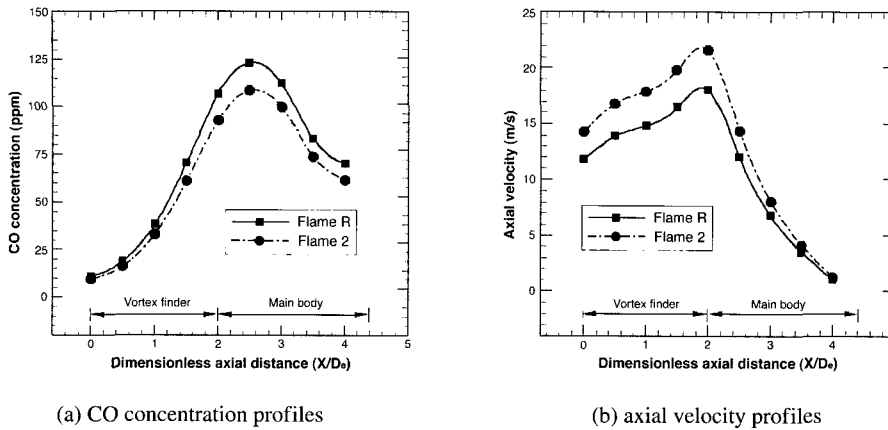 150
125
100
75
50
25
0
CO concentration (ppm)
Flame R
Flame 2
Vortex finder
Main body
0 1 2 3 4 5
Dimensionless axial distance (X/De)
(a) CO concentration profiles
25
20
15
10
5
0
Axial velocity (m/s)
Flame R
Flame 2
Vortex finder
Main body
0 1 2 3 4
Dimensionless axial distance (X/De)
(b) axial velocity profiles